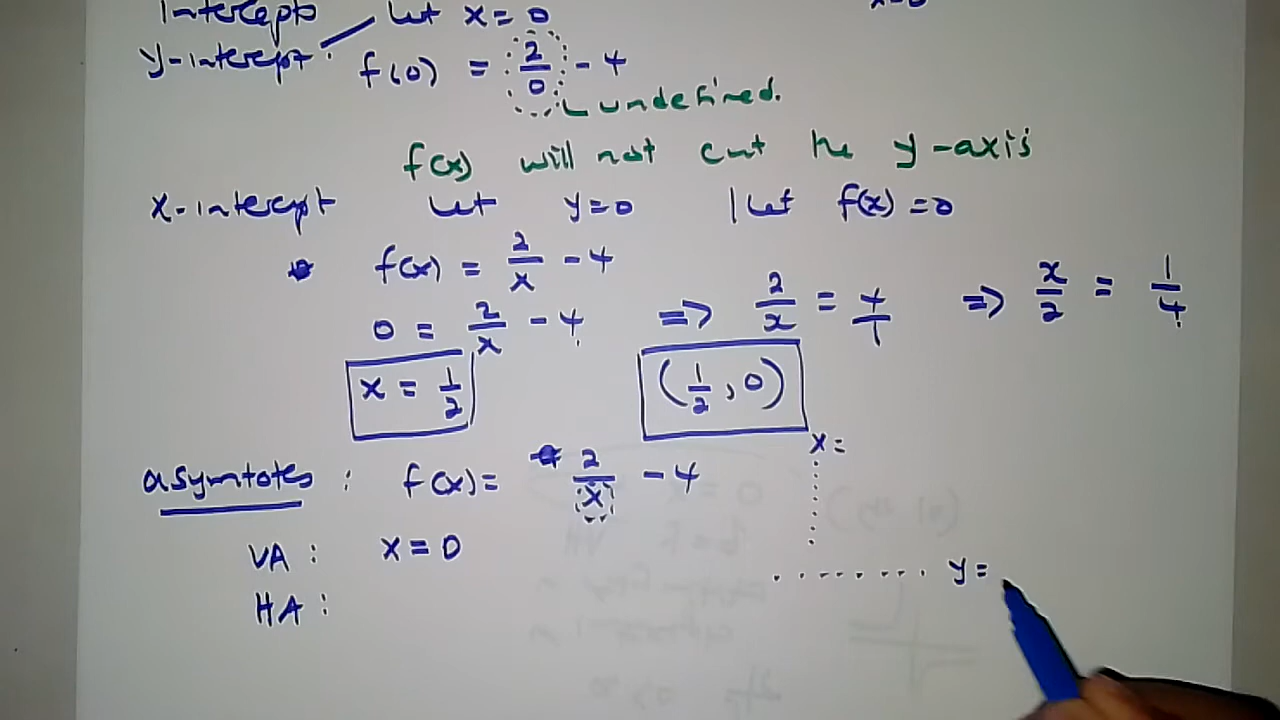 Intercepts let x = 0
y-intercept: f(0) = 2/0 - 4
undefined.
f(x) will not cut the y-axis
x-intercept let y=0 | let f(x) = 0
f(x) = 2/x - 4
0 = 2/x - 4 => 2/x = 4/1 => x/2 = 1/4
x = 1/2 (1/2, 0)
x =
asymtotes : f(x) = 2/x - 4
VA : x = 0
y =
HA :